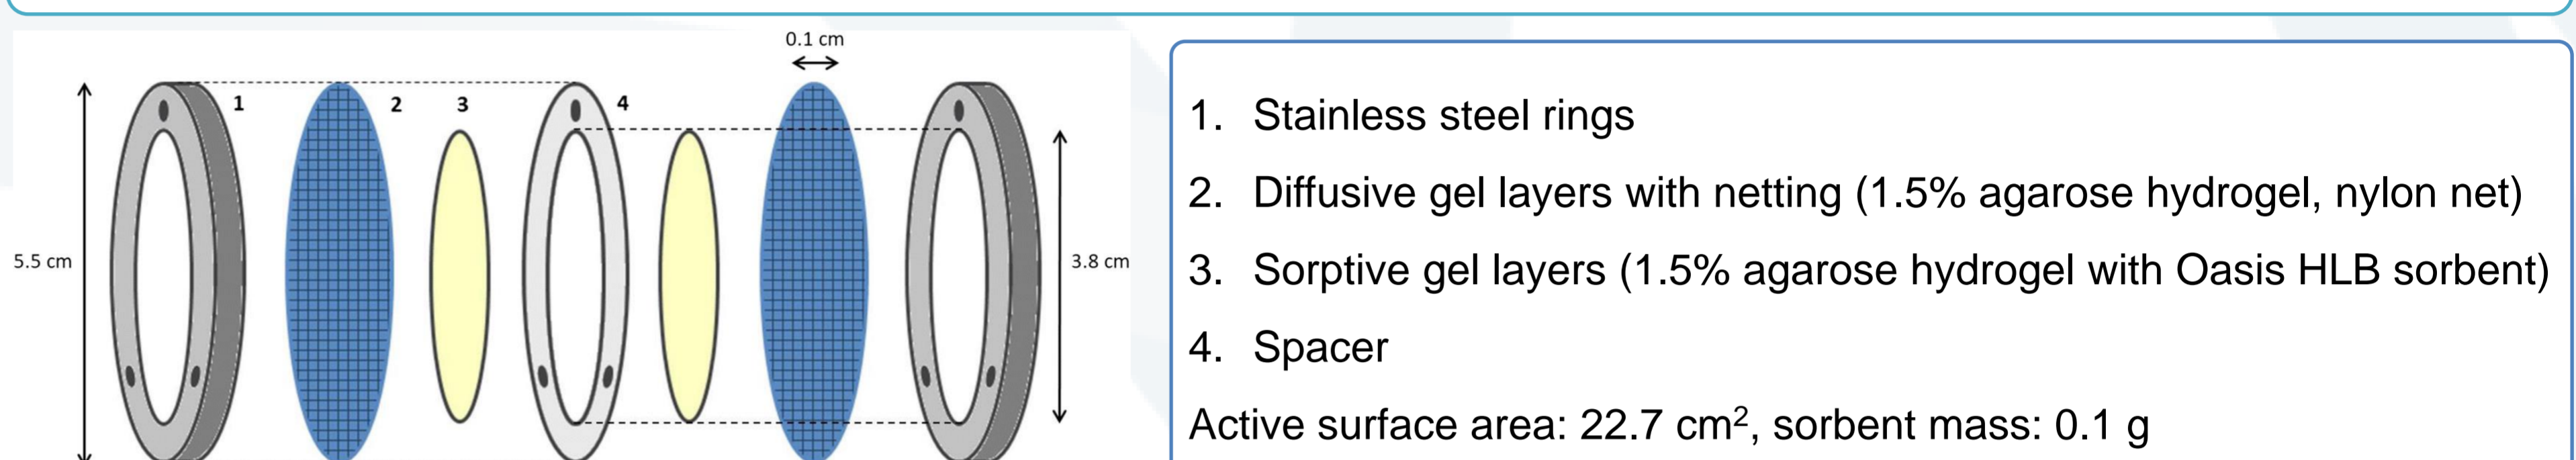 0.1 cm
1
2
3
4
5.5 cm
3.8 cm
1. Stainless steel rings
2. Diffusive gel layers with netting (1.5% agarose hydrogel, nylon net)
3. Sorptive gel layers (1.5% agarose hydrogel with Oasis HLB sorbent)
4. Spacer
Active surface area: 22.7 cm², sorbent mass: 0.1 g